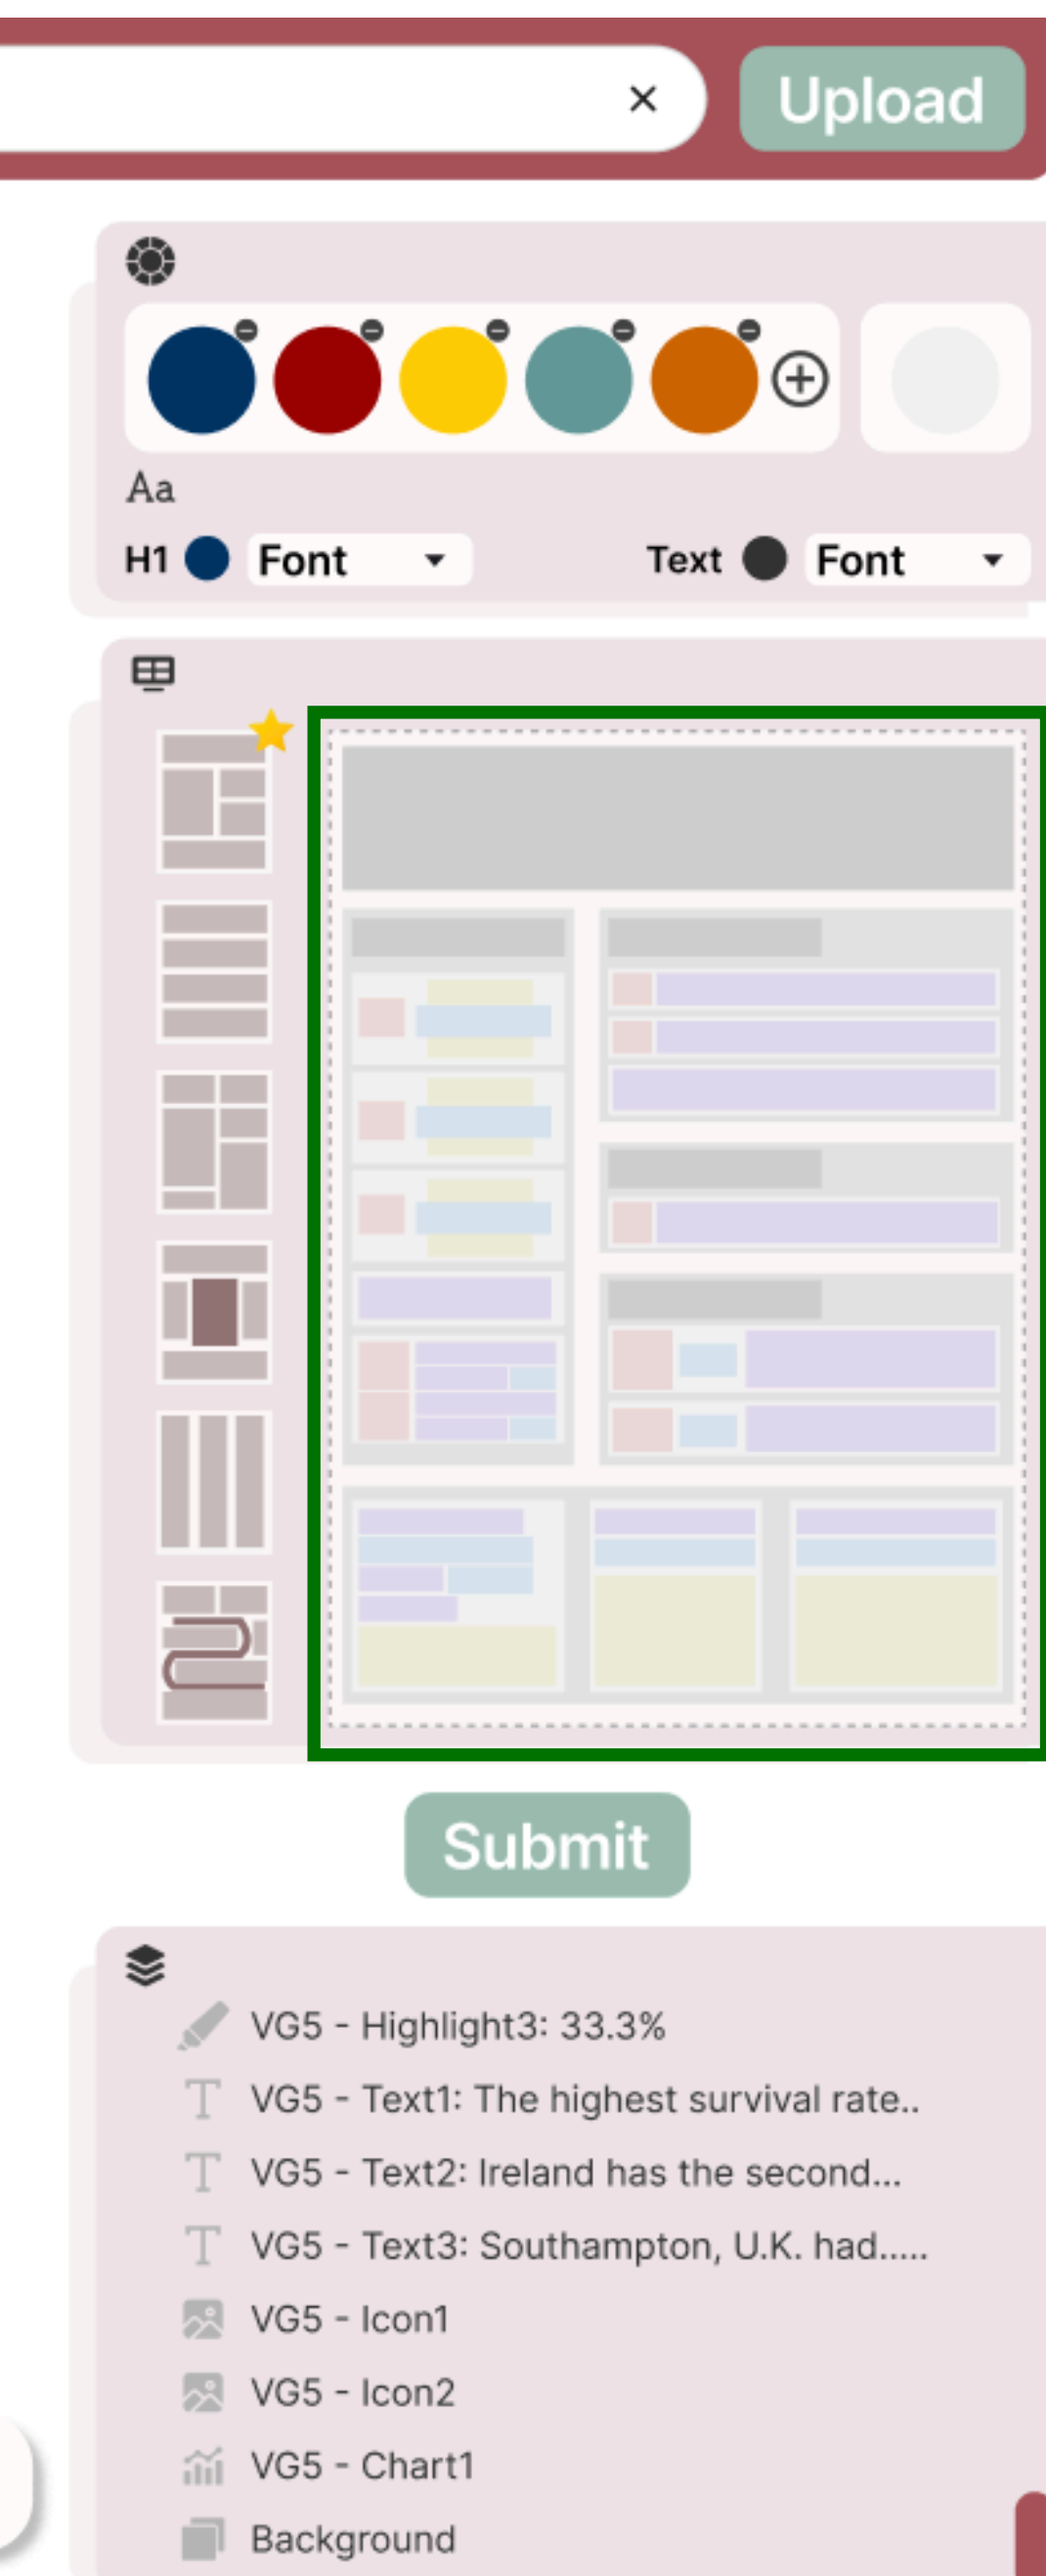 Upload
Aa
H1 Font Text Font
Submit
VG5 - Highlight3: 33.3%
VG5 - Text1: The highest survival rate..
VG5 - Text2: Ireland has the second...
VG5 - Text3: Southampton, U.K. had.....
VG5 - Icon1
VG5 - Icon2
VG5 - Chart1
Background